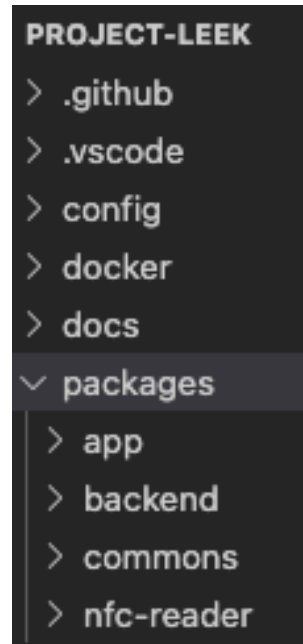 PROJECT-LEEK
.github
.vscode
config
docker
docs
packages
app
backend
commons
nfc-reader